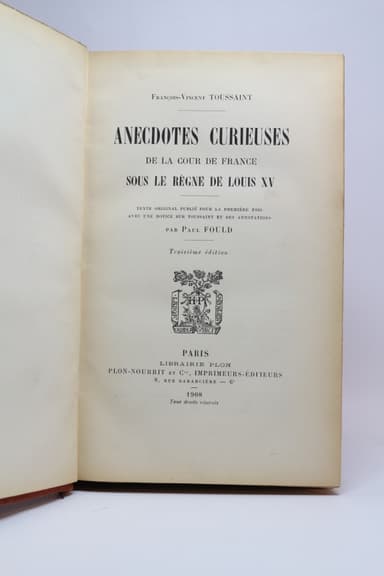 François-Vincent TOUSSAINT
ANECDOTES CURIEUSES
DE LA COUR DE FRANCE
SOUS LE RÈGNE DE LOUIS XV
TEXTE ORIGINAL PUBLIÉ POUR LA PREMIÈRE FOIS
AVEC UNE NOTICE SUR TOUSSAINT ET DES ANNOTATIONS
PAR PAUL FOULD
Troisième édition
PARIS
LIBRAIRIE PLON
PLON-NOURRIT ET Cie, IMPRIMEURS-ÉDITEURS
8, RUE GARANCIÈRE — 6e
1908
Tous droits réservés